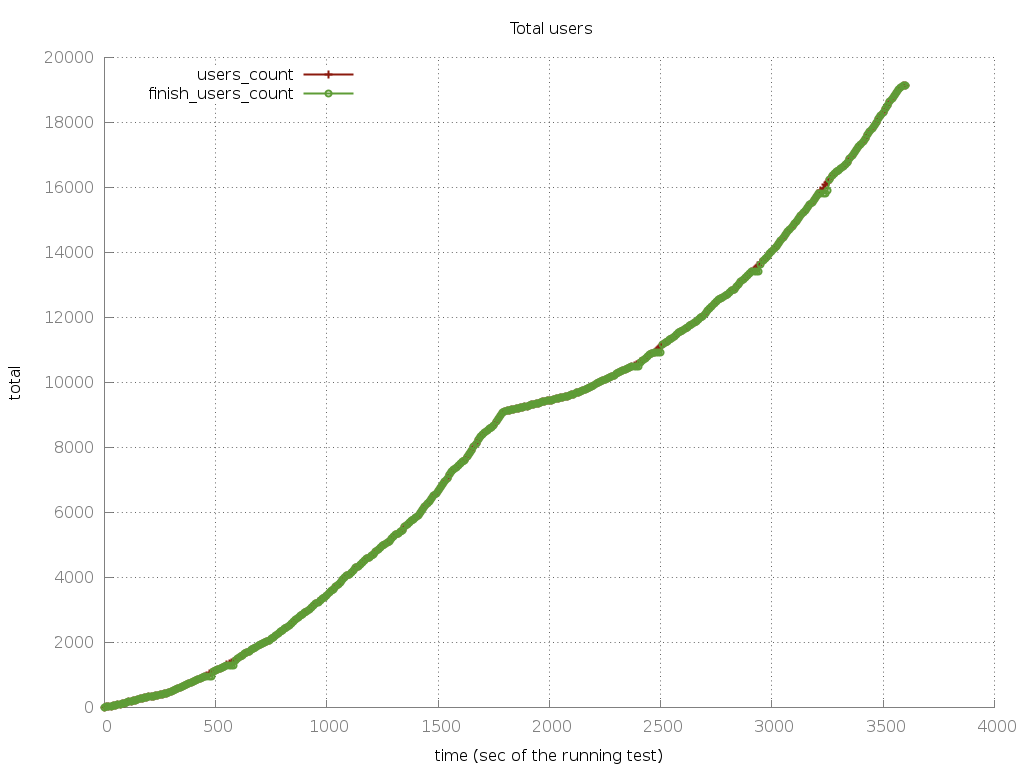 Total users
users_count
finish_users_count
20000
18000
16000
14000
12000
10000
8000
6000
4000
2000
0
total
0 500 1000 1500 2000 2500 3000 3500 4000
time (sec of the running test)